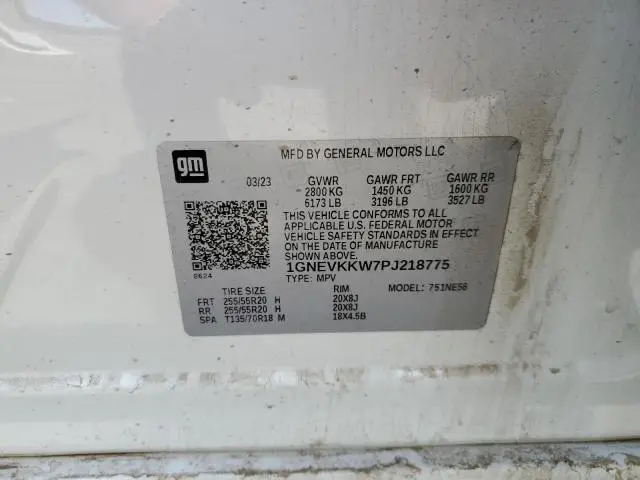 gm
MFD BY GENERAL MOTORS LLC
03/23 GVWR GAWR FRT GAWR RR
2800 KG 1450 KG 1600 KG
6173 LB 3196 LB 3527 LB
THIS VEHICLE CONFORMS TO ALL
APPLICABLE U.S. FEDERAL MOTOR
VEHICLE SAFETY STANDARDS IN EFFECT
ON THE DATE OF MANUFACTURE
SHOWN ABOVE.
1GNEVKKW7PJ218775
8624
TYPE: MPV MODEL: 751NE56
TIRE SIZE RIM
FRT 255/55R20 H 20X8J
RR 255/55R20 H 20X8J
SPA T135/70R18 M 18X4.5B